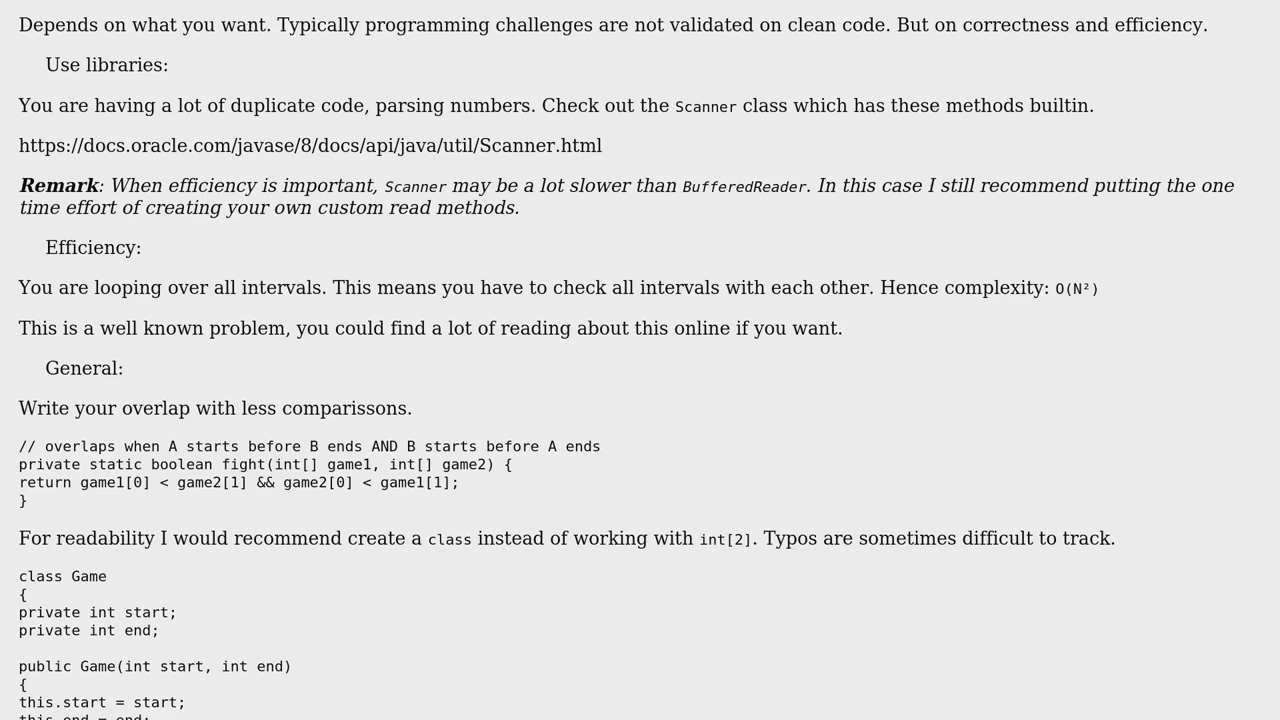 Depends on what you want. Typically programming challenges are not validated on clean code. But on correctness and efficiency.
Use libraries:
You are having a lot of duplicate code, parsing numbers. Check out the Scanner class which has these methods builtin.
https://docs.oracle.com/javase/8/docs/api/java/util/Scanner.html
Remark: When efficiency is important, Scanner may be a lot slower than BufferedReader. In this case I still recommend putting the one
time effort of creating your own custom read methods.
Efficiency:
You are looping over all intervals. This means you have to check all intervals with each other. Hence complexity: O(N²)
This is a well known problem, you could find a lot of reading about this online if you want.
General:
Write your overlap with less comparissons.
// overlaps when A starts before B ends AND B starts before A ends
private static boolean fight(int[] game1, int[] game2) {
return game1[0] < game2[1] && game2[0] < game1[1];
}
For readability I would recommend create a class instead of working with int[2]. Typos are sometimes difficult to track.
class Game
{
private int start;
private int end;
public Game(int start, int end)
{
this.start = start;
this.end = end;